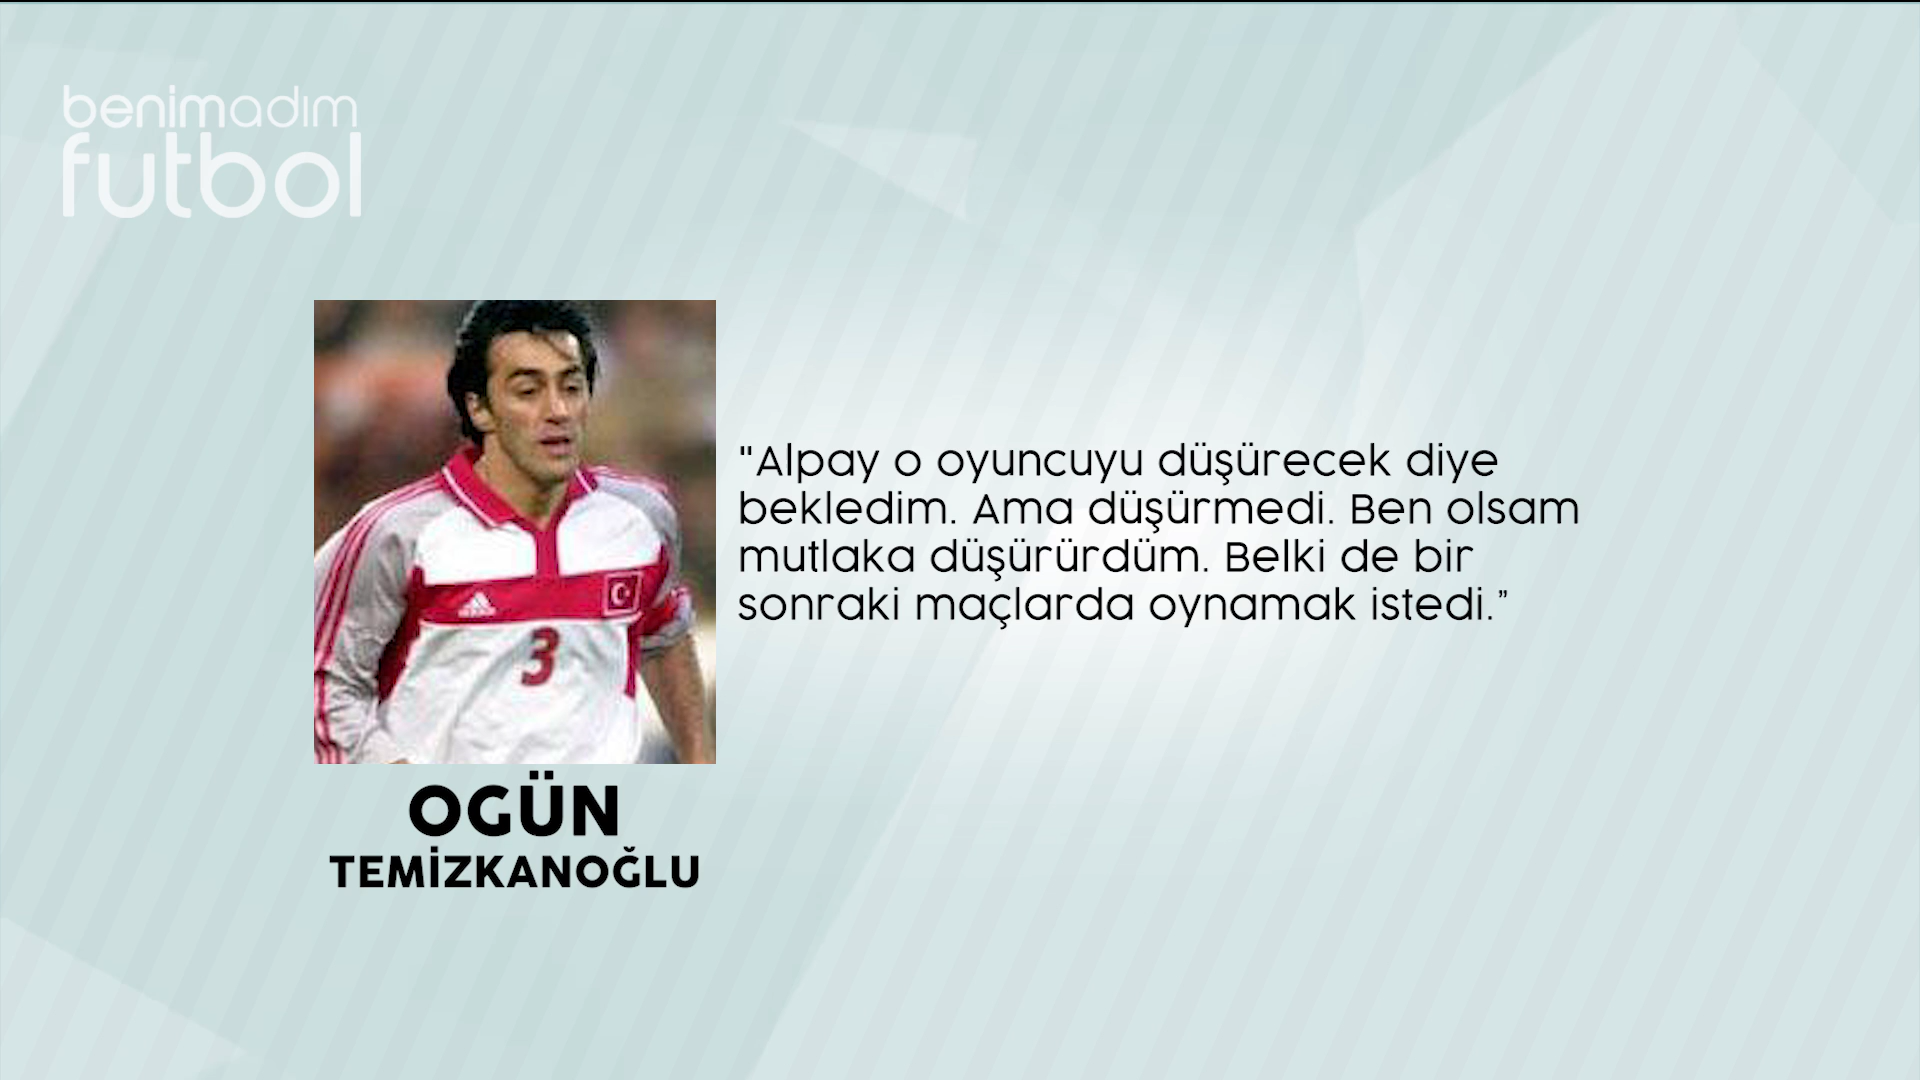 benimadım
futbol
"Alpay o oyuncuyu düşürecek diye
bekledim. Ama düşürmedi. Ben olsam
mutlaka düşürürdüm. Belki de bir
sonraki maçlarda oynamak istedi.”
3
OGÜN
TEMİZKANOĞLU